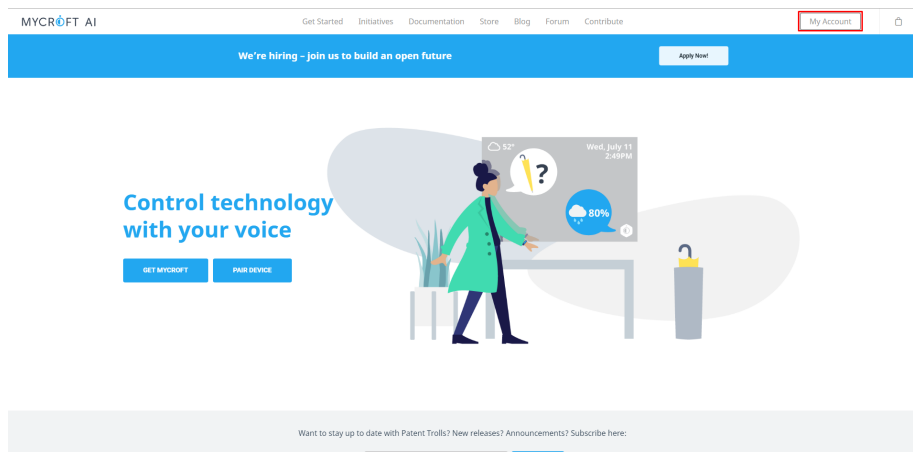 MYCROFT AI
Get Started Initiatives Documentation Store Blog Forum Contribute
My Account
We're hiring – join us to build an open future
Apply Now!
52°
Wed, July 11
2:49PM
?
80%
Control technology
with your voice
GET MYCROFT PAIR DEVICE
Want to stay up to date with Patent Trolls? New releases? Announcements? Subscribe here: